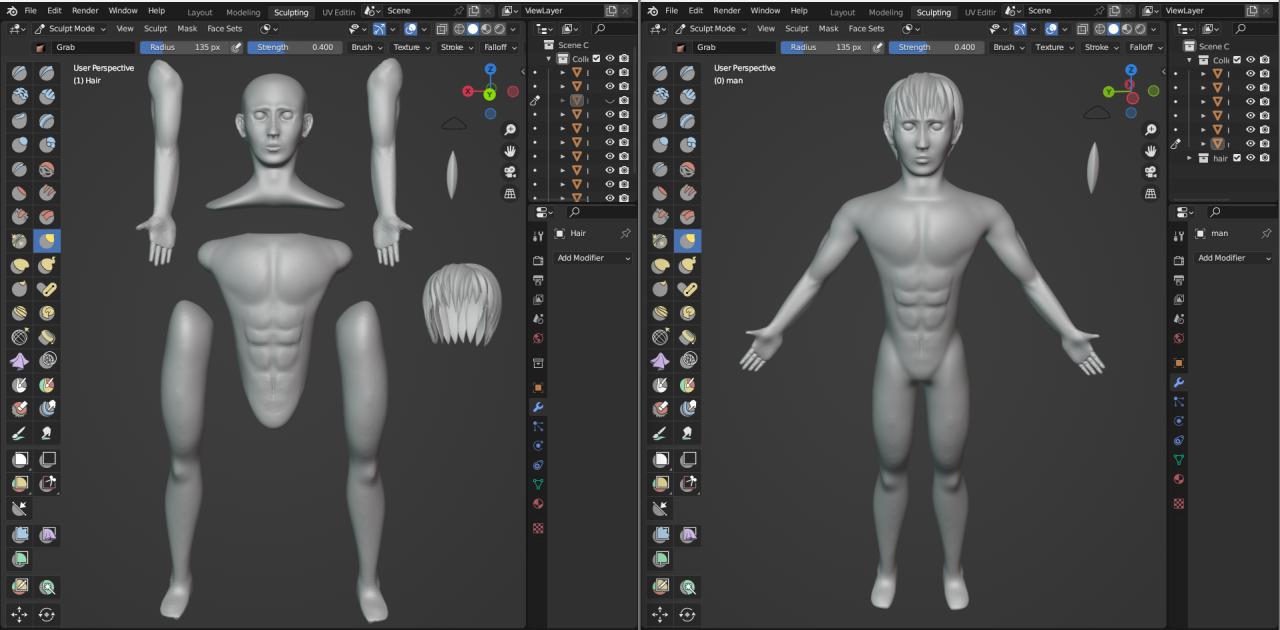 File Edit Render Window Help Layout Modeling Sculpting UV Editin Scene ViewLayer
Sculpt Mode View Sculpt Mask Face Sets
Grab Radius 135 px Strength 0.400 Brush Texture Stroke Falloff
User Perspective
(1) Hair
X Y Z
Scene C
Colle
Hair
Add Modifier
File Edit Render Window Help Layout Modeling Sculpting UV Editir Scene ViewLayer
Sculpt Mode View Sculpt Mask Face Sets
Grab Radius 135 px Strength 0.400 Brush Texture Stroke Falloff
User Perspective
(0) man
Z
Y
Scene C
Colle
hair
man
Add Modifier